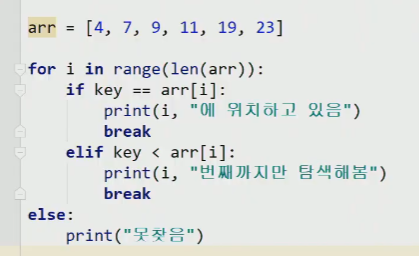 arr = [4, 7, 9, 11, 19, 23]
for i in range(len(arr)):
if key == arr[i]:
print(i, "에 위치하고 있음")
break
elif key < arr[i]:
print(i, "번째까지만 탐색해봄")
break
else:
print("못찾음")